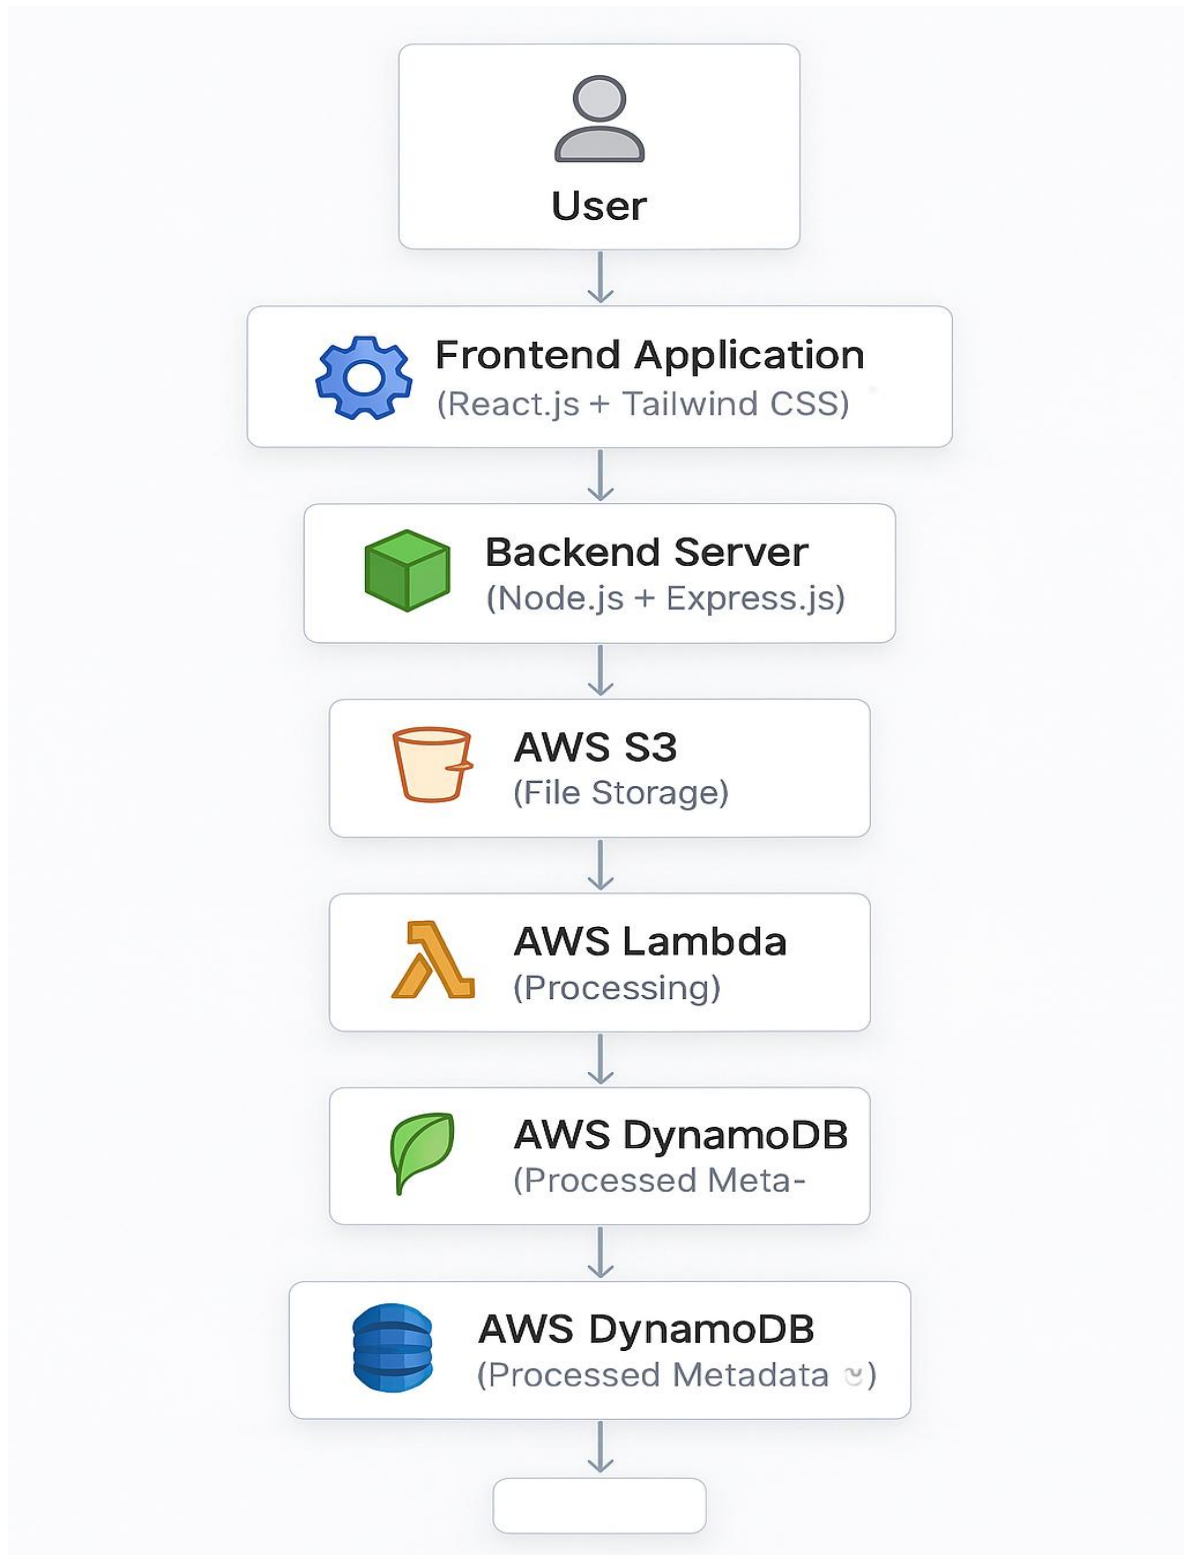 User
Frontend Application
(React.js + Tailwind CSS)
Backend Server
(Node.js + Express.js)
AWS S3
(File Storage)
AWS Lambda
(Processing)
AWS DynamoDB
(Processed Meta-
AWS DynamoDB
(Processed Metadata )